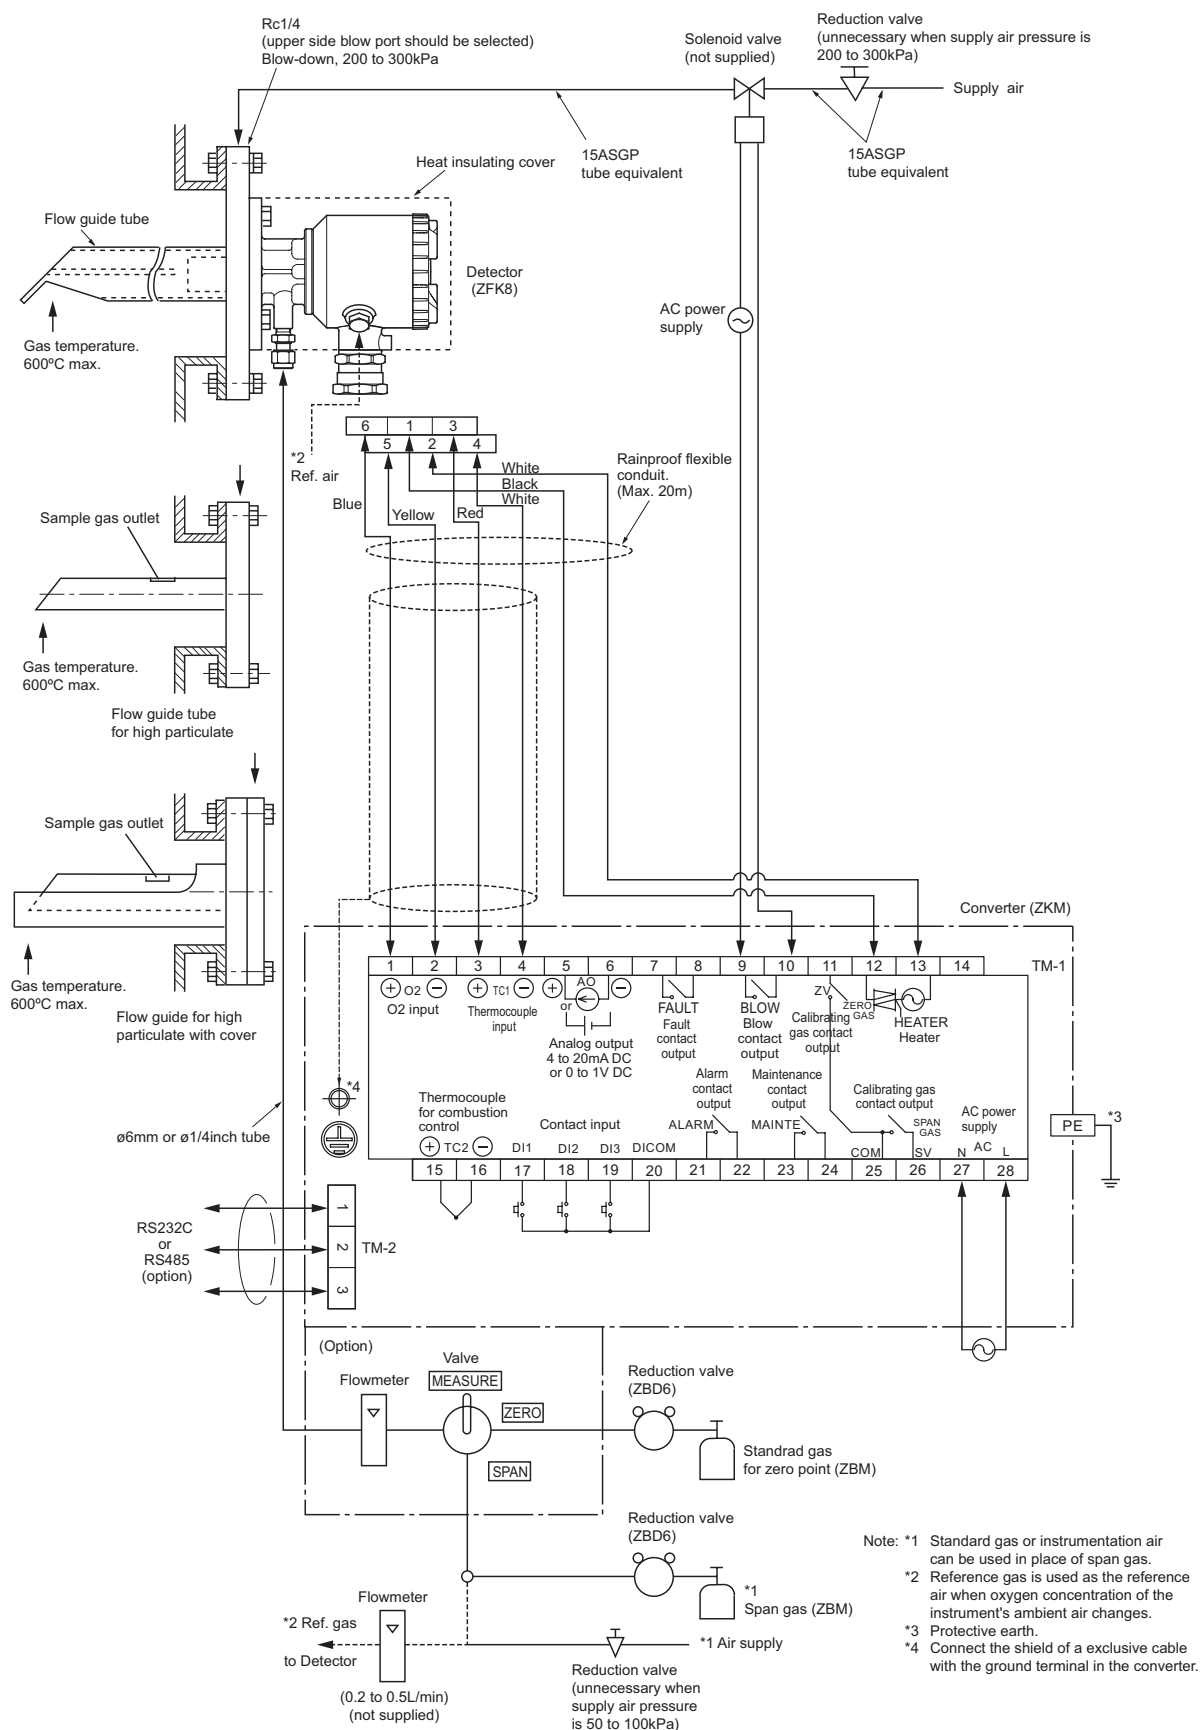 Rc1/4
(upper side blow port should be selected)
Blow-down, 200 to 300kPa
Solenoid valve
(not supplied)
Reduction valve
(unnecessary when supply air pressure is
200 to 300kPa)
Supply air
15ASGP
tube equivalent
15ASGP
tube equivalent
Heat insulating cover
Flow guide tube
Detector
(ZFK8)
AC power
supply
Gas temperature.
600ºC max.
6 1 3
5 2 4
*2
Ref. air
White
Black
White
Blue
Yellow
Red
Rainproof flexible
conduit.
(Max. 20m)
Sample gas outlet
Gas temperature.
600ºC max.
Flow guide tube
for high particulate
Sample gas outlet
Gas temperature.
600ºC max.
Flow guide for high
particulate with cover
Converter (ZKM)
1 2 3 4 5 6 7 8 9 10 11 12 13 14
TM-1
+ O2 −
O2 input
+ TC1 −
Thermocouple
input
+ AO −
or
Analog output
4 to 20mA DC
or 0 to 1V DC
FAULT
Fault
contact
output
BLOW
Blow
contact
output
ZV
ZERO
GAS
Calibrating
gas contact
output
HEATER
Heater
*4
Thermocouple
for combustion
control
+ TC2 −
Contact input
DI1 DI2 DI3 DICOM
Alarm
contact
output
ALARM
Maintenance
contact
output
MAINTE
Calibrating gas
contact output
SPAN
GAS
COM SV
AC power
supply
N AC L
PE
*3
15 16 17 18 19 20 21 22 23 24 25 26 27 28
ø6mm or ø1/4inch tube
RS232C
or
RS485
(option)
1
2
3
TM-2
(Option)
Flowmeter
Valve
MEASURE
ZERO
SPAN
Reduction valve
(ZBD6)
Standrad gas
for zero point (ZBM)
Reduction valve
(ZBD6)
*1
Span gas (ZBM)
Flowmeter
*2 Ref. gas
to Detector
(0.2 to 0.5L/min)
(not supplied)
*1 Air supply
Reduction valve
(unnecessary when
supply air pressure
is 50 to 100kPa)
Note: *1 Standard gas or instrumentation air
can be used in place of span gas.
*2 Reference gas is used as the reference
air when oxygen concentration of the
instrument's ambient air changes.
*3 Protective earth.
*4 Connect the shield of a exclusive cable
with the ground terminal in the converter.